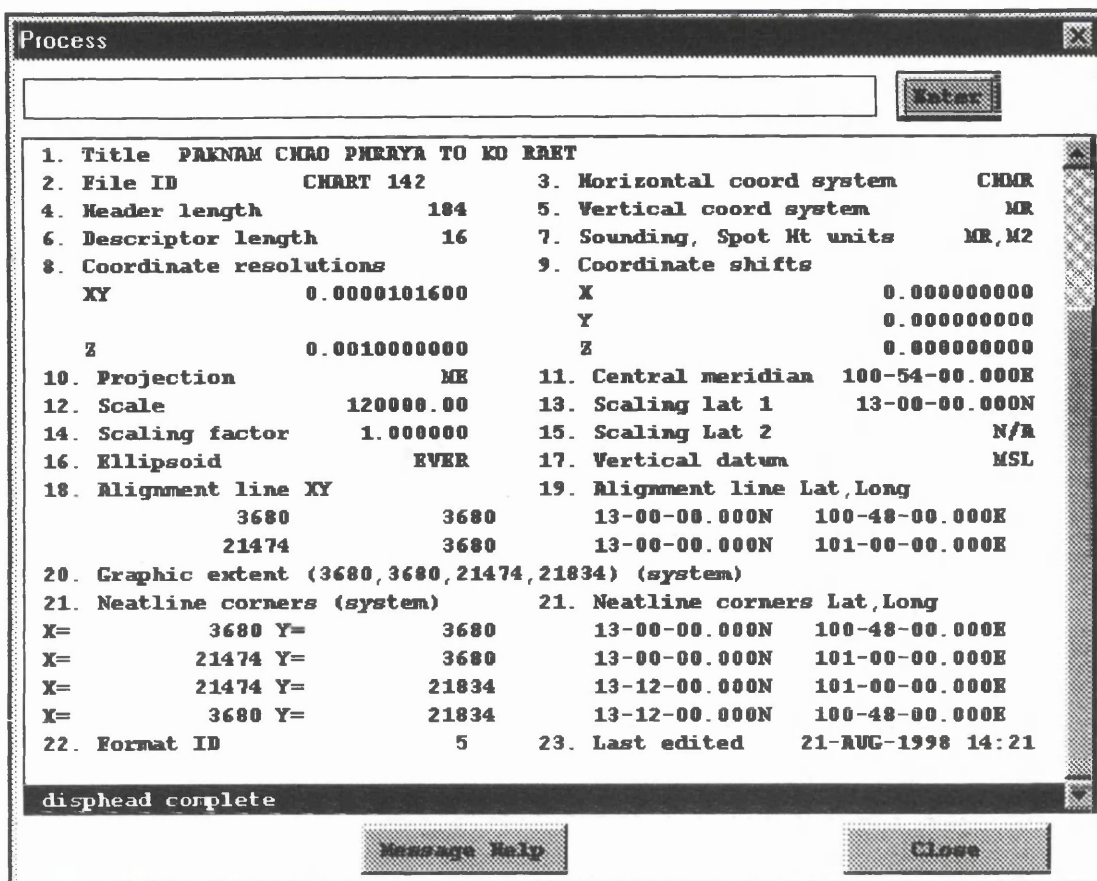 Process
Enter
1. Title PAKNAM CHAO PHRAYA TO KO RAET
2. File ID CHART 142 3. Horizontal coord system CHMR
4. Header length 184 5. Vertical coord system MR
6. Descriptor length 16 7. Sounding, Spot Ht units MR,M2
8. Coordinate resolutions 9. Coordinate shifts
XY 0.0000101600 X 0.000000000
Y 0.000000000
Z 0.0010000000 Z 0.000000000
10. Projection ME 11. Central meridian 100-54-00.000E
12. Scale 120000.00 13. Scaling lat 1 13-00-00.000N
14. Scaling factor 1.000000 15. Scaling Lat 2 N/A
16. Ellipsoid EVER 17. Vertical datum MSL
18. Alignment line XY 19. Alignment line Lat,Long
3680 3680 13-00-00.000N 100-48-00.000E
21474 3680 13-00-00.000N 101-00-00.000E
20. Graphic extent (3680,3680,21474,21834) (system)
21. Neatline corners (system) 21. Neatline corners Lat,Long
X= 3680 Y= 3680 13-00-00.000N 100-48-00.000E
X= 21474 Y= 3680 13-00-00.000N 101-00-00.000E
X= 21474 Y= 21834 13-12-00.000N 101-00-00.000E
X= 3680 Y= 21834 13-12-00.000N 100-48-00.000E
22. Format ID 5 23. Last edited 21-AUG-1998 14:21
disphead complete
Message Help Close